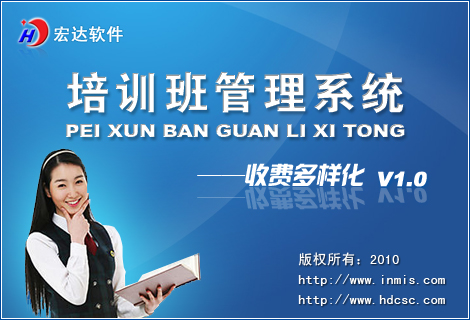 宏达软件
培训班管理系统
PEI XUN BAN GUAN LI XI TONG
——收费多样化 V1.0
版权所有：2010
http://www.inmis.com
http://www.hdcsc.com